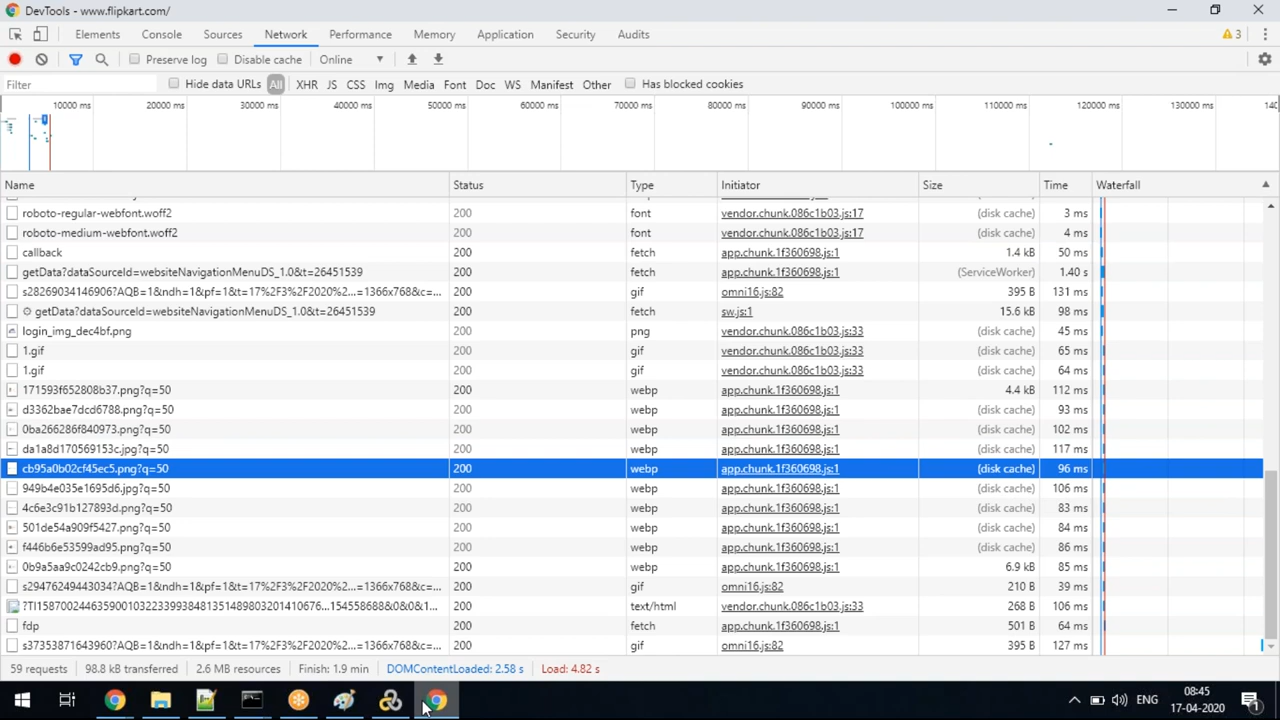 DevTools - www.flipkart.com/
Elements Console Sources Network Performance Memory Application Security Audits 3
Preserve log Disable cache Online
Filter Hide data URLs All XHR JS CSS Img Media Font Doc WS Manifest Other Has blocked cookies
10000 ms 20000 ms 30000 ms 40000 ms 50000 ms 60000 ms 70000 ms 80000 ms 90000 ms 100000 ms 110000 ms 120000 ms 130000 ms 140
Name Status Type Initiator Size Time Waterfall
roboto-regular-webfont.woff2 200 font vendor.chunk.086c1b03.js:17 (disk cache) 3 ms
roboto-medium-webfont.woff2 200 font vendor.chunk.086c1b03.js:17 (disk cache) 4 ms
callback 200 fetch app.chunk.1f360698.js:1 1.4 kB 50 ms
getData?dataSourceId=websiteNavigationMenuDS_1.0&t=26451539 200 fetch app.chunk.1f360698.js:1 (ServiceWorker) 1.40 s
s28269034146906?AQB=1&ndh=1&pf=1&t=17%2F3%2F2020%2...=1366x768&c=... 200 gif omni16.js:82 395 B 131 ms
getData?dataSourceId=websiteNavigationMenuDS_1.0&t=26451539 200 fetch sw.js:1 15.6 kB 98 ms
login_img_dec4bf.png 200 png vendor.chunk.086c1b03.js:33 (disk cache) 45 ms
1.gif 200 gif vendor.chunk.086c1b03.js:33 (disk cache) 65 ms
1.gif 200 gif vendor.chunk.086c1b03.js:33 (disk cache) 64 ms
171593f652808b37.png?q=50 200 webp app.chunk.1f360698.js:1 4.4 kB 112 ms
d3362bae7dcd6788.png?q=50 200 webp app.chunk.1f360698.js:1 (disk cache) 93 ms
0ba266286f840973.png?q=50 200 webp app.chunk.1f360698.js:1 (disk cache) 102 ms
da1a8d170569153c.jpg?q=50 200 webp app.chunk.1f360698.js:1 (disk cache) 117 ms
cb95a0b02cf45ec5.png?q=50 200 webp app.chunk.1f360698.js:1 (disk cache) 96 ms
949b4e035e1695d6.jpg?q=50 200 webp app.chunk.1f360698.js:1 (disk cache) 106 ms
4c6e3c91b127893d.png?q=50 200 webp app.chunk.1f360698.js:1 (disk cache) 83 ms
501de54a909f5427.png?q=50 200 webp app.chunk.1f360698.js:1 (disk cache) 84 ms
f446b6e53599ad95.png?q=50 200 webp app.chunk.1f360698.js:1 (disk cache) 86 ms
0b9a5aa9c0242cb9.png?q=50 200 webp app.chunk.1f360698.js:1 6.9 kB 85 ms
s29476249443034?AQB=1&ndh=1&pf=1&t=17%2F3%2F2020%2...=1366x768&c=... 200 gif omni16.js:82 210 B 39 ms
?TI158700244635900103223399384813514898032014106​76...154558688&0&0&1... 200 text/html vendor.chunk.086c1b03.js:33 268 B 106 ms
fdp 200 fetch app.chunk.1f360698.js:1 501 B 64 ms
s37353871643960?AQB=1&ndh=1&pf=1&t=17%2F3%2F2020%2...=1366x768&c=... 200 gif omni16.js:82 395 B 127 ms
59 requests 98.8 kB transferred 2.6 MB resources Finish: 1.9 min DOMContentLoaded: 2.58 s Load: 4.82 s
ENG 08:45
17-04-2020 1